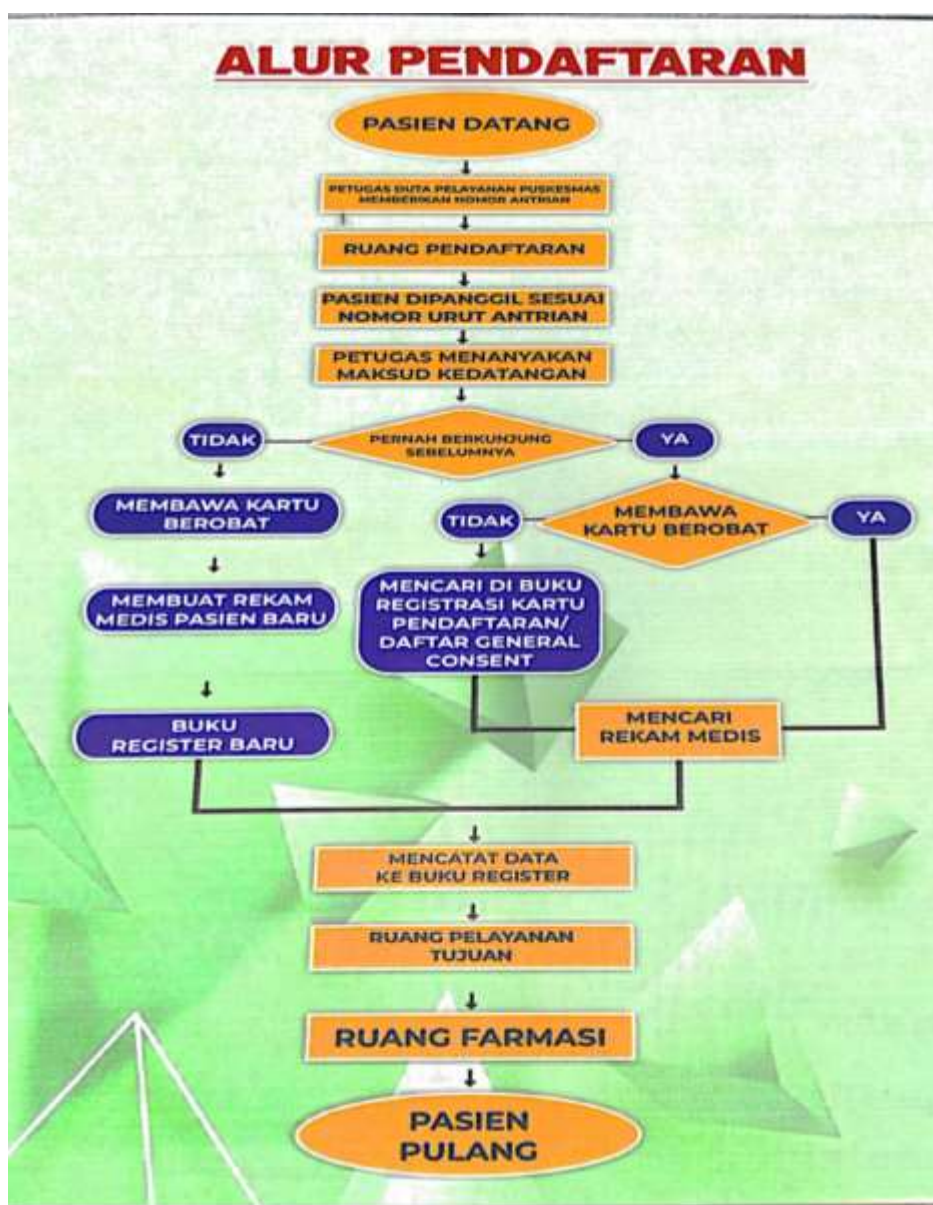 ALUR PENDAFTARAN
PASIEN DATANG
PETUGAS DUTA PELAYANAN PUSKESMAS
MEMBERIKAN NOMOR ANTRIAN
RUANG PENDAFTARAN
PASIEN DIPANGGIL SESUAI
NOMOR URUT ANTRIAN
PETUGAS MENANYAKAN
MAKSUD KEDATANGAN
TIDAK
PERNAH BERKUNJUNG
SEBELUMNYA
YA
MEMBAWA KARTU
BEROBAT
TIDAK
MEMBAWA
KARTU BEROBAT
YA
MEMBUAT REKAM
MEDIS PASIEN BARU
MENCARI DI BUKU
REGISTRASI KARTU
PENDAFTARAN/
DAFTAR GENERAL
CONSENT
BUKU
REGISTER BARU
MENCARI
REKAM MEDIS
MENCATAT DATA
KE BUKU REGISTER
RUANG PELAYANAN
TUJUAN
RUANG FARMASI
PASIEN
PULANG